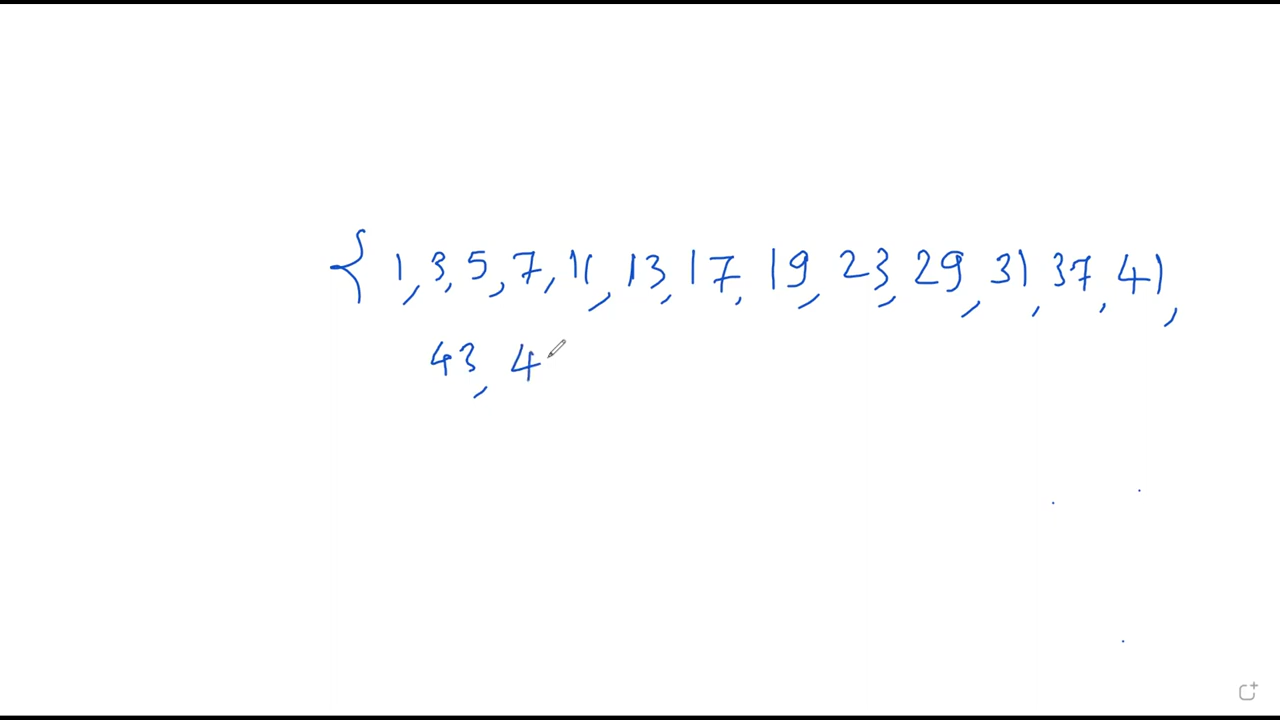 { 1, 3, 5, 7, 11, 13, 17, 19, 23, 29, 31, 37, 41,
43, 4